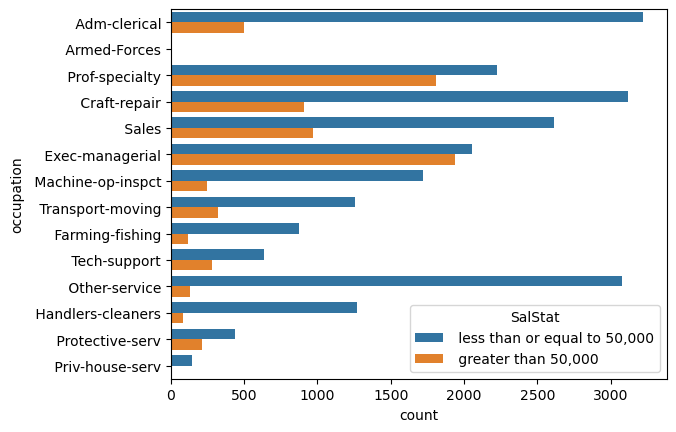 Adm-clerical
Armed-Forces
Prof-specialty
Craft-repair
Sales
Exec-managerial
Machine-op-inspct
Transport-moving
Farming-fishing
Tech-support
Other-service
Handlers-cleaners
Protective-serv
Priv-house-serv
occupation
SalStat
less than or equal to 50,000
greater than 50,000
0 500 1000 1500 2000 2500 3000
count